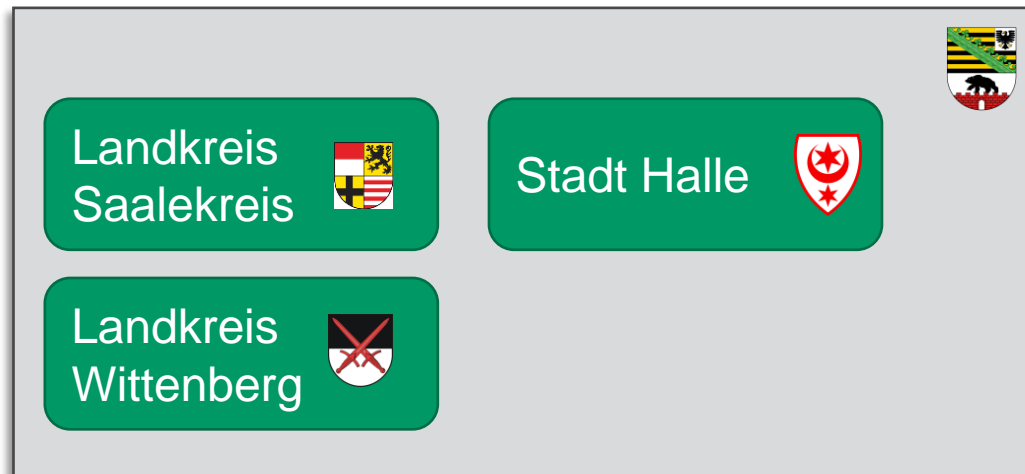 Landkreis
Saalekreis
Stadt Halle
Landkreis
Wittenberg